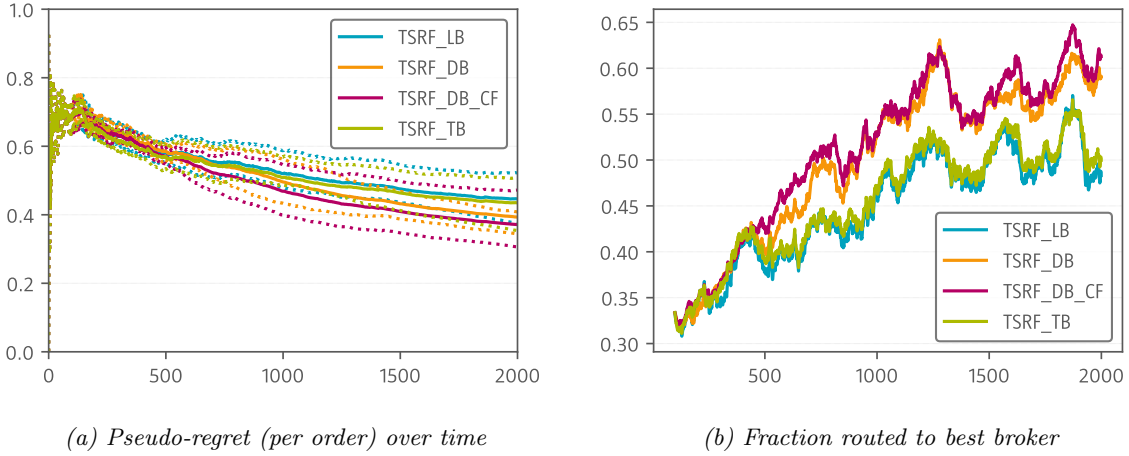 1.0
0.8
0.6
0.4
0.2
0.0
0
500
1000
1500
2000
TSRF_LB
TSRF_DB
TSRF_DB_CF
TSRF_TB
(a) Pseudo-regret (per order) over time
0.65
0.60
0.55
0.50
0.45
0.40
0.35
0.30
500
1000
1500
2000
TSRF_LB
TSRF_DB
TSRF_DB_CF
TSRF_TB
(b) Fraction routed to best broker